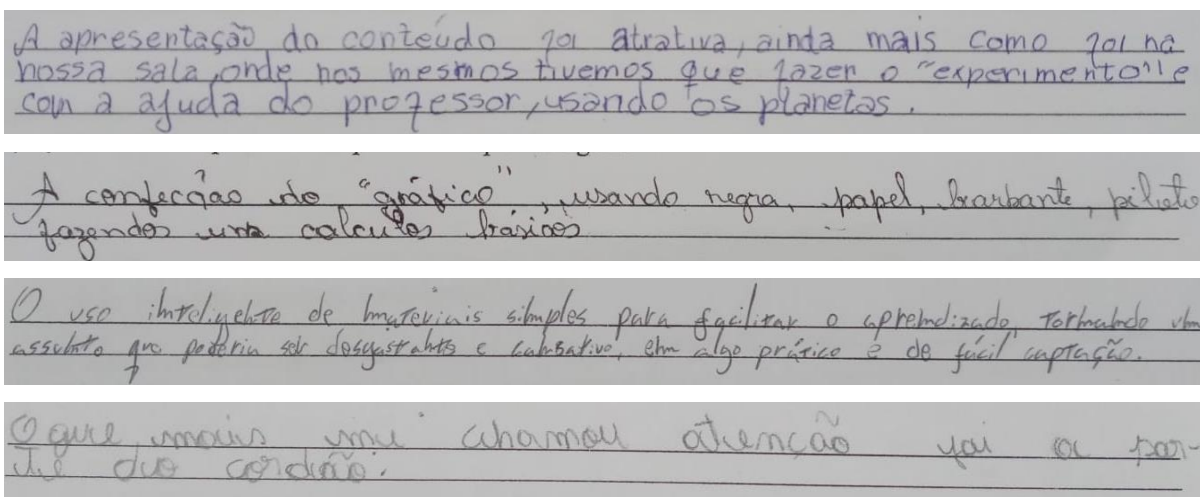 A apresentação do conteúdo foi atrativa, ainda mais como foi na
nossa sala, onde nos mesmos tivemos que fazer o "experimento" e
com a ajuda do professor, usando os planetas.
A confecção do "gráfico", usando regra, papel, barbante, piloto
fazendos uns calculos básicos
O uso inteligente de materiais simples para facilitar o aprendizado, tornando um
assunto que poderia ser desgastante e cansativo, em algo prático e de fácil captação.
O que mais me chamou atenção foi a par-
te do cordão.